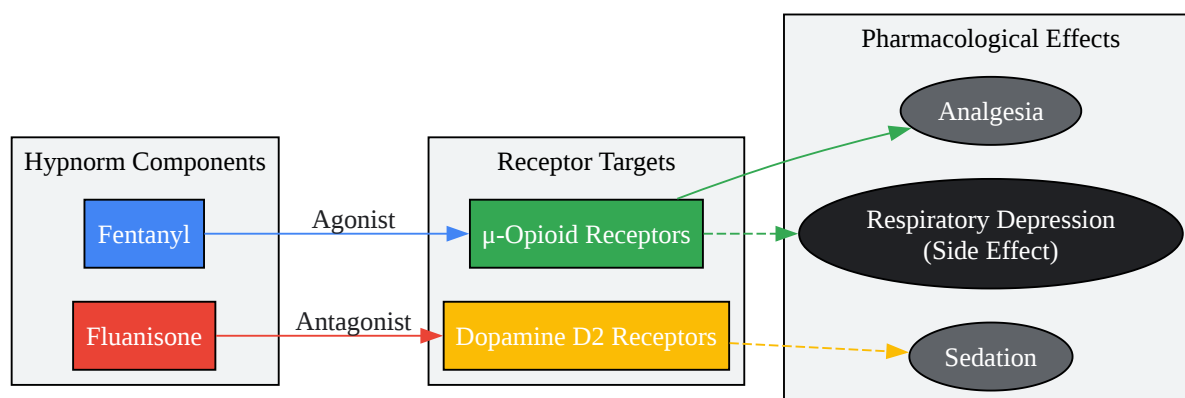 Hypnorm Components
Fentanyl
Fluanisone
Agonist
Antagonist
Receptor Targets
μ-Opioid Receptors
Dopamine D2 Receptors
Pharmacological Effects
Analgesia
Respiratory Depression
(Side Effect)
Sedation